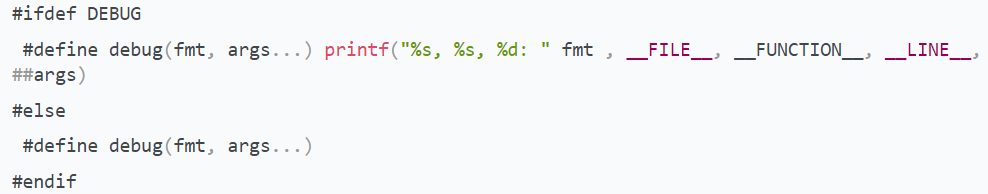 #ifdef DEBUG
#define debug(fmt, args...) printf("%s, %s, %d: " fmt , __FILE__, __FUNCTION__, __LINE__,
##args)
#else
#define debug(fmt, args...)
#endif